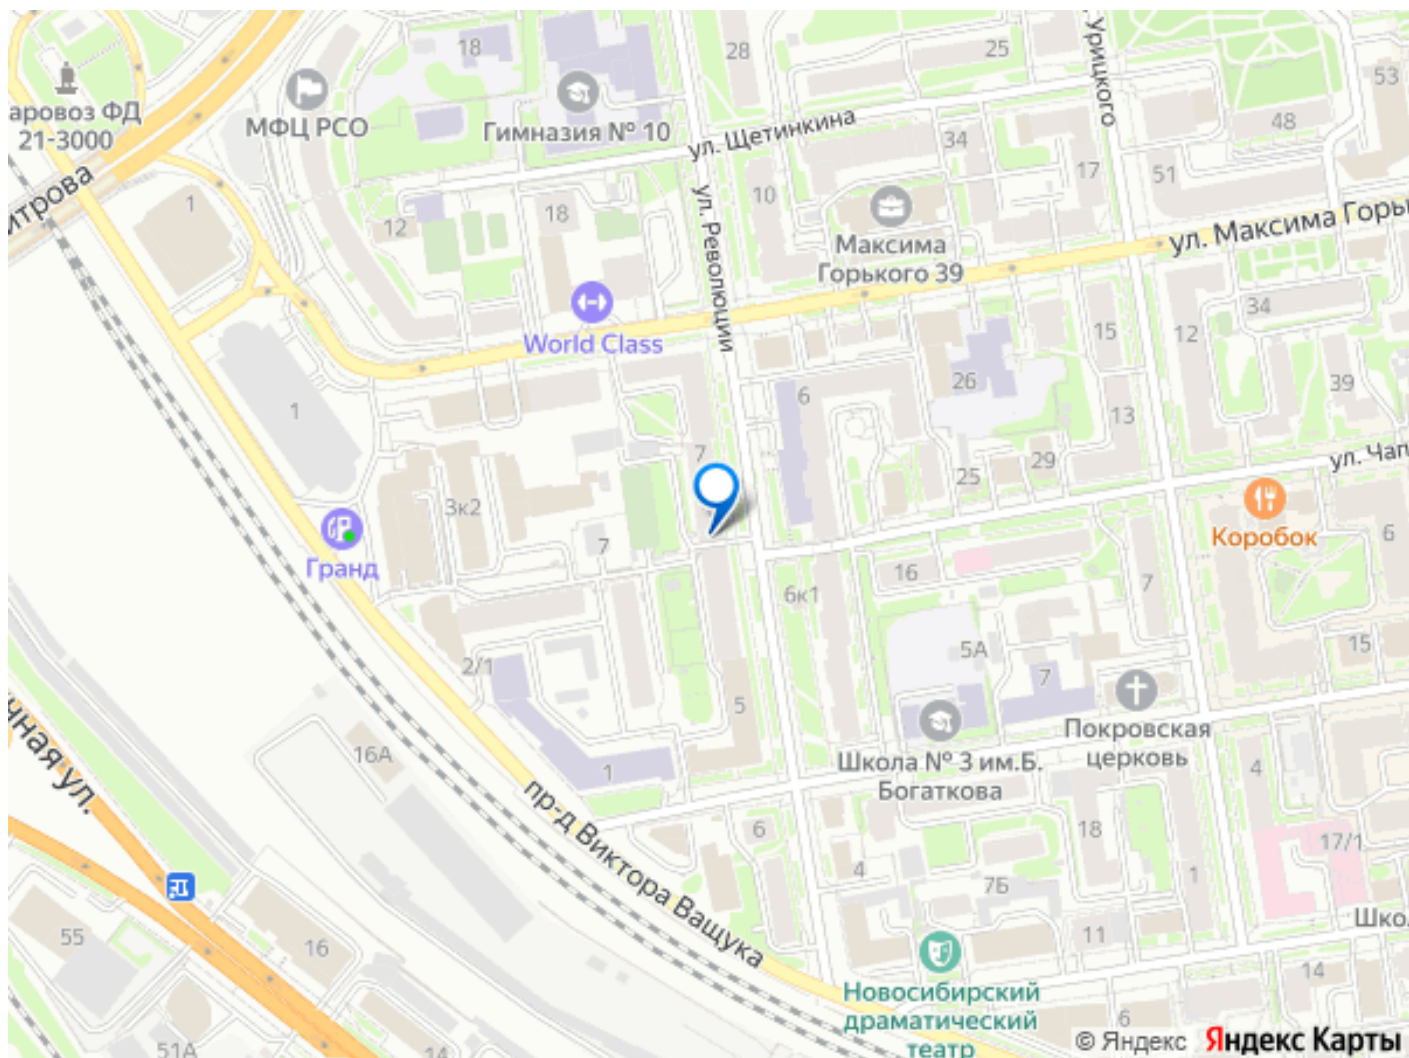 28
25
18
Урицкого
53
аровоз ФД
21-3000
МФЦ РСО
Гимназия № 10
ул. Щетинкина
48
34
17
51
итрова
1
12
18
10
ул. Революции
Максима
Горького 39
ул. Максима Горь
World Class
15
12
34
1
6
26
39
13
7
25
29
ул. Чап
3к2
Коробок
6
Гранд
7
16
7
6к1
5А
15
2/1
7
5
Покровская
церковь
16А
1
Школа № 3 им.Б.
Богаткова
4
чная ул.
пр-д Виктора Ващука
6
18
17/1
4
7Б
1
55
16
11
Шко
14
Новосибирский
драматический
театр
6
51А
14
© Яндекс Яндекс Карты